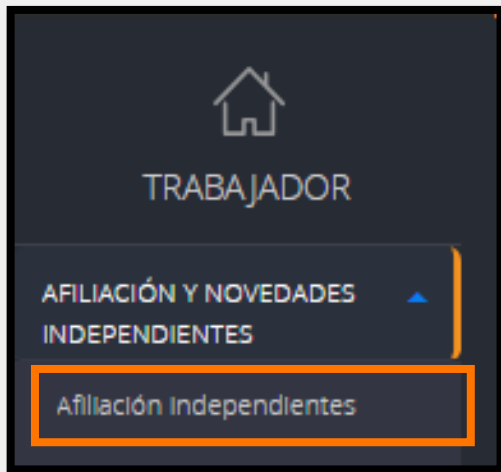 TRABAJADOR
AFILIACIÓN Y NOVEDADES
INDEPENDIENTES
Afiliación Independientes